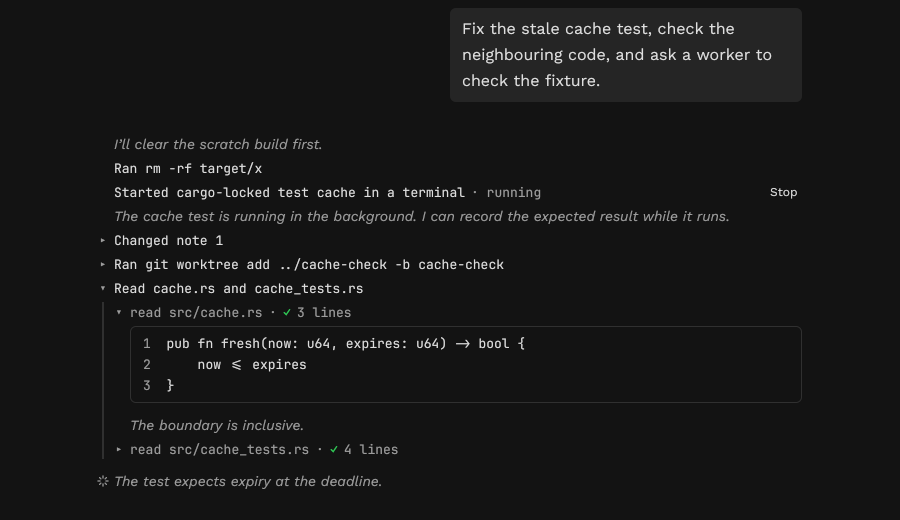 Fix the stale cache test, check the
neighbouring code, and ask a worker to
check the fixture.
I’ll clear the scratch build first.
Ran rm -rf target/x
Started cargo-locked test cache in a terminal · running Stop
The cache test is running in the background. I can record the expected result while it runs.
▸ Changed note 1
▸ Ran git worktree add ../cache-check -b cache-check
▾ Read cache.rs and cache_tests.rs
▾ read src/cache.rs · ✓ 3 lines
1 pub fn fresh(now: u64, expires: u64) -> bool {
2     now <= expires
3 }
The boundary is inclusive.
▸ read src/cache_tests.rs · ✓ 4 lines
The test expects expiry at the deadline.